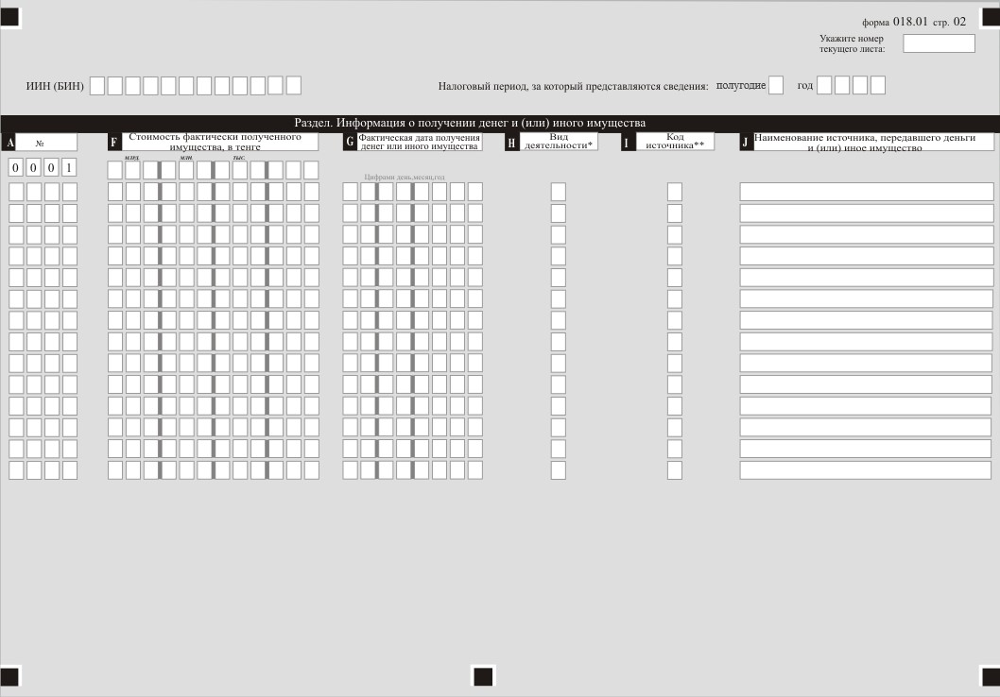 форма 018.01 стр. 02
Укажите номер
текущего листа:
ИИН (БИН)
Налоговый период, за который представляются сведения: полугодие год
Раздел. Информация о получении денег и (или) иного имущества
A №
F Стоимость фактически полученного
имущества, в тенге
G Фактическая дата получения
денег или иного имущества
H Вид
деятельности*
I Код
источника**
J Наименование источника, передавшего деньги
и (или) иное имущество
млрд. млн. тыс.
0 0 0 1
Цифрами день,месяц,год